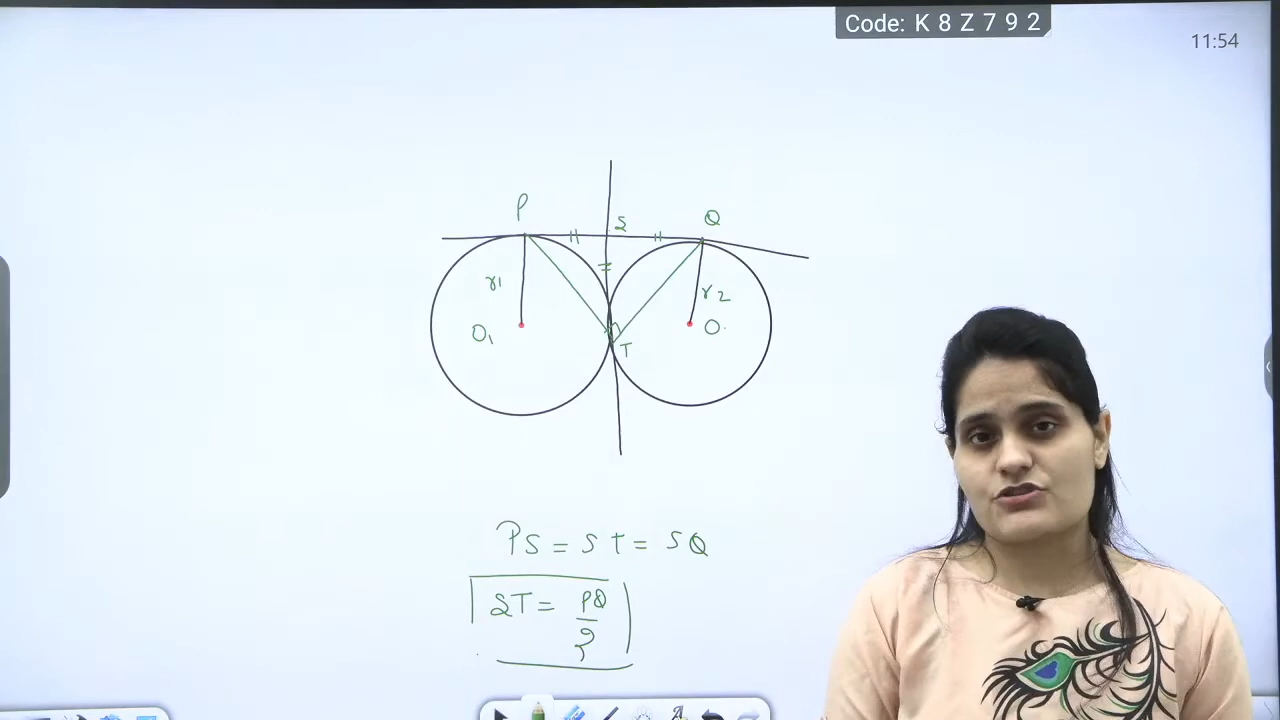 Code: K 8 Z 7 9 2
11:54
P
S
Q
r1
r2
O1
O
T
PS = ST = SQ
ST = PQ/2